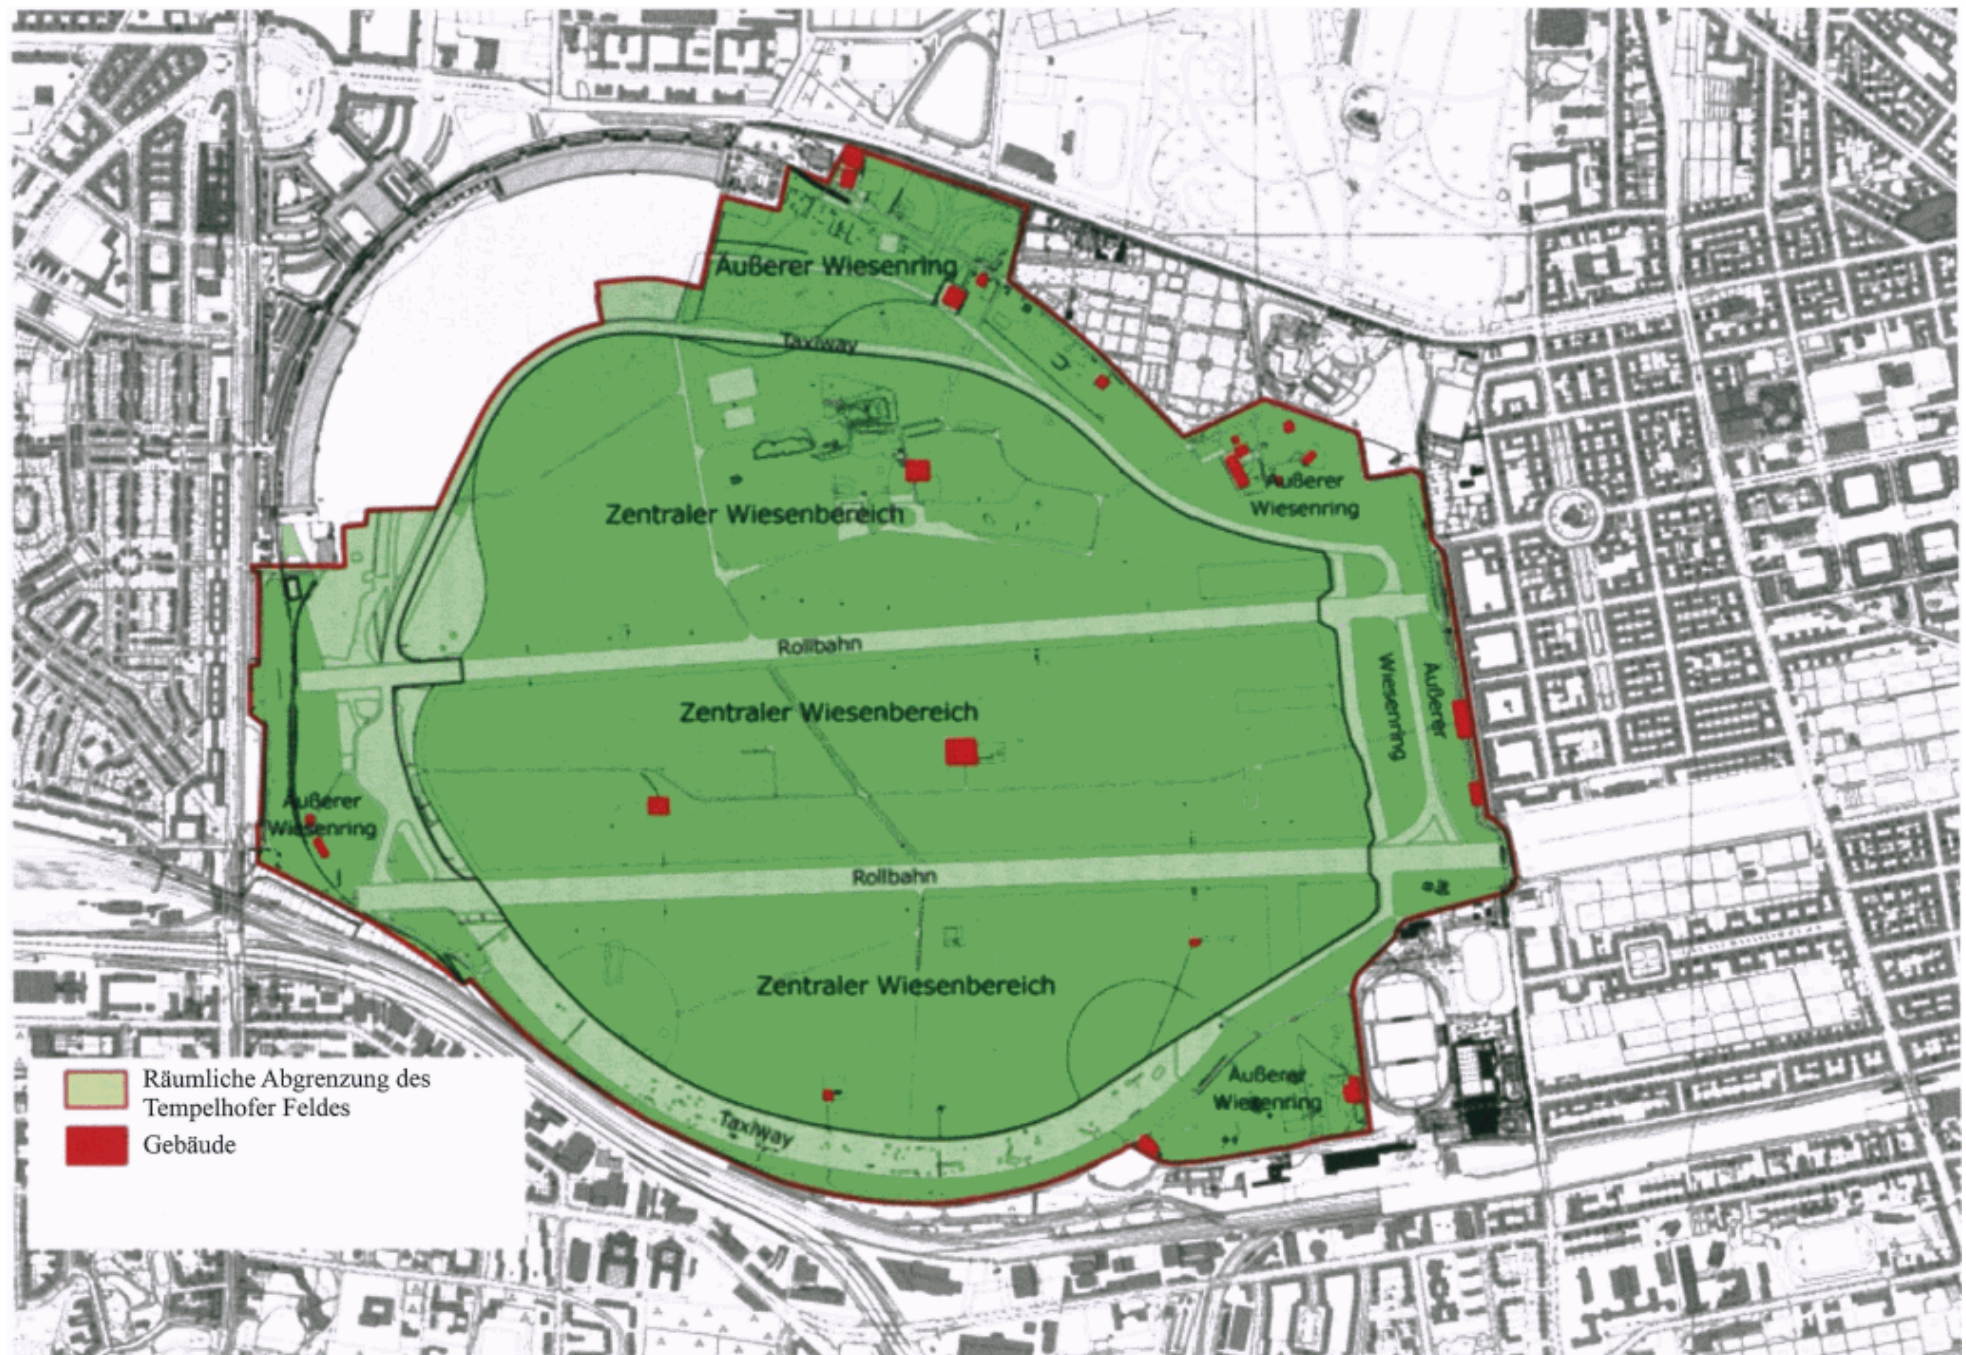 Äußerer Wiesenring
Taxiway
Zentraler Wiesenbereich
Äußerer
Wiesenring
Rollbahn
Äußerer
Wiesenring
Zentraler Wiesenbereich
Äußerer
Wiesenring
Rollbahn
Zentraler Wiesenbereich
Äußerer
Wiesenring
Taxiway
Räumliche Abgrenzung des
Tempelhofer Feldes
Gebäude